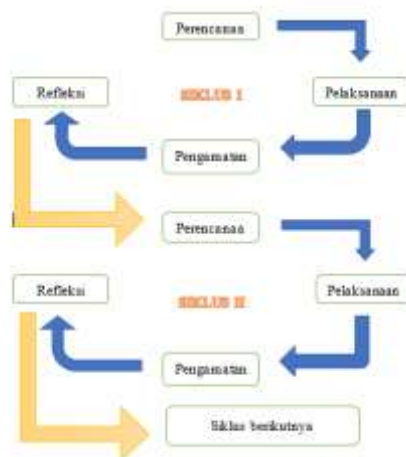 Perencanaan
Refleksi
SIKLUS I
Pelaksanaan
Pengamatan
Perencanaan
Refleksi
SIKLUS II
Pelaksanaan
Pengamatan
Siklus berikutnya